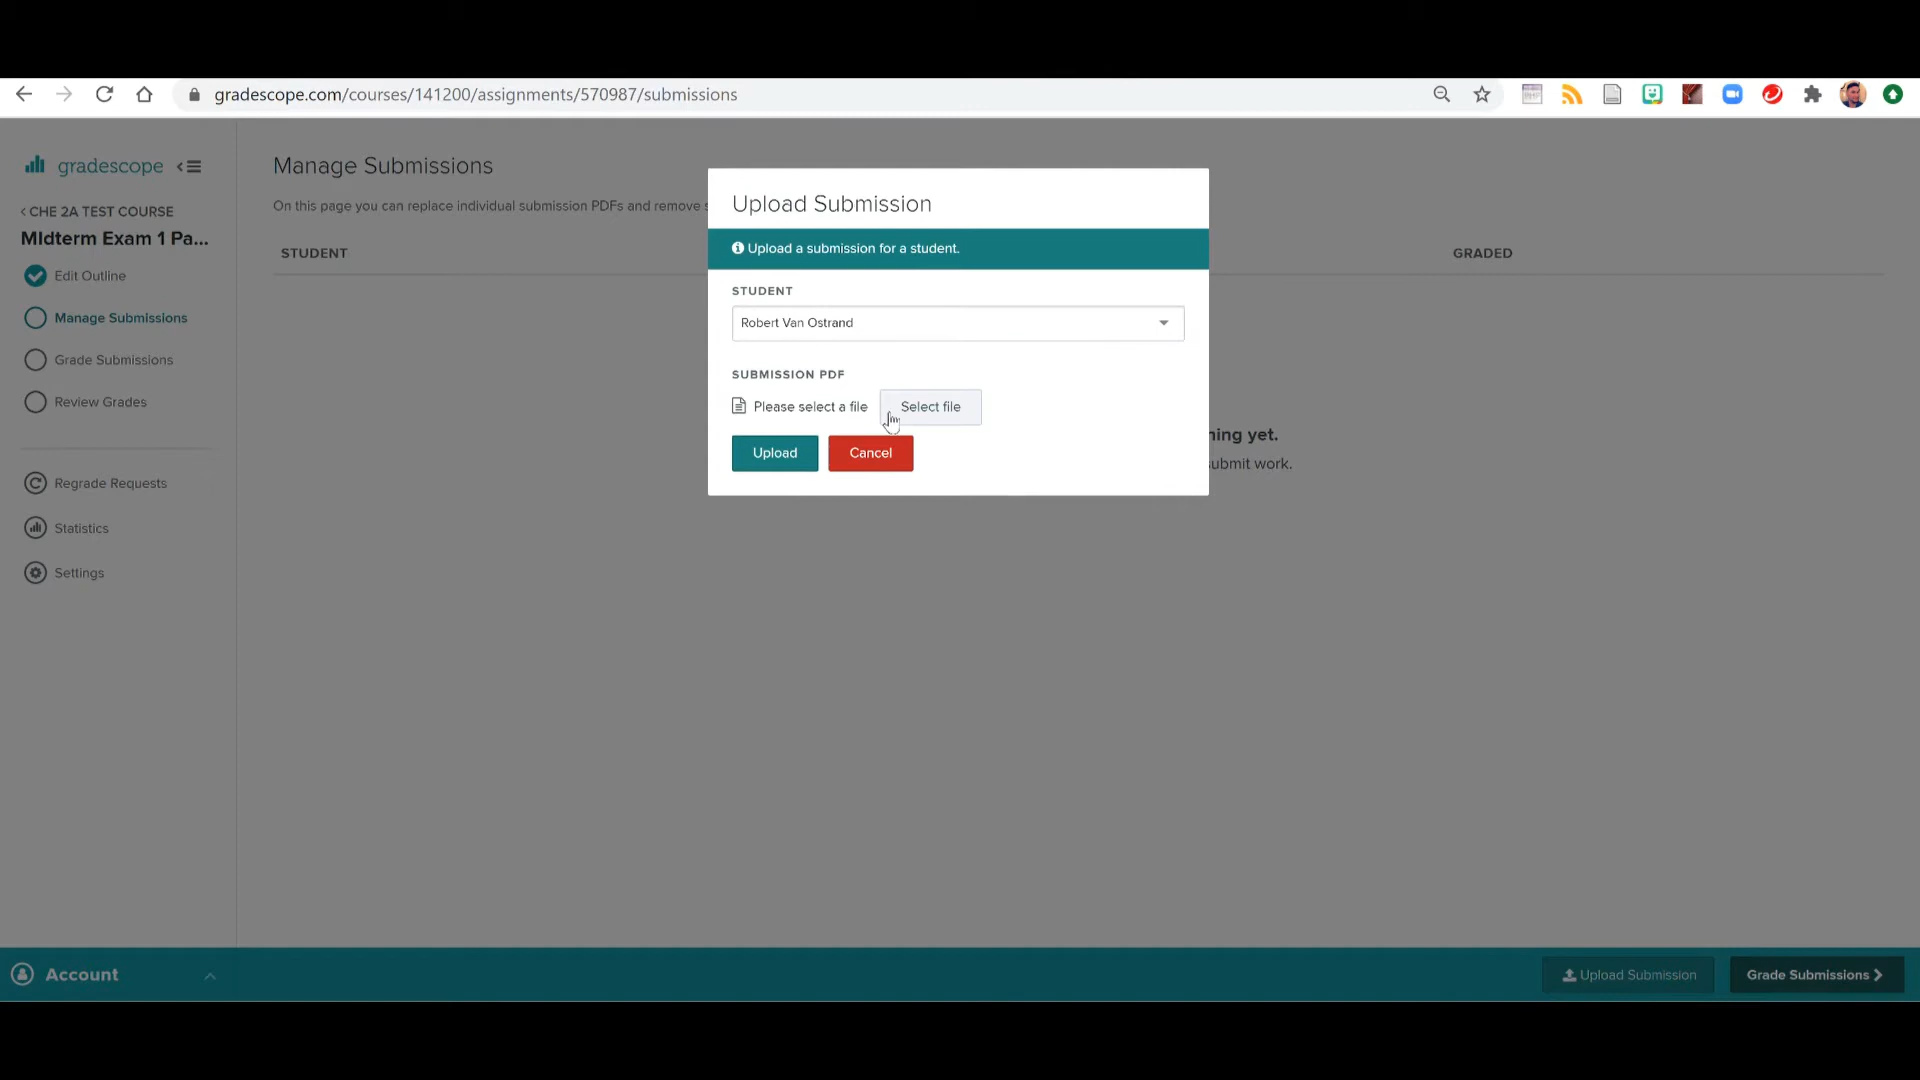 gradescope.com/courses/141200/assignments/570987/submissions
gradescope
CHE 2A TEST COURSE
MIdterm Exam 1 Pa...
Edit Outline
Manage Submissions
Grade Submissions
Review Grades
Regrade Requests
Statistics
Settings
Account
Manage Submissions
On this page you can replace individual submission PDFs and remove
STUDENT
GRADED
submit work.
Upload Submission
Upload a submission for a student.
STUDENT
Robert Van Ostrand
SUBMISSION PDF
Please select a file
Select file
Upload
Cancel
Upload Submission
Grade Submissions